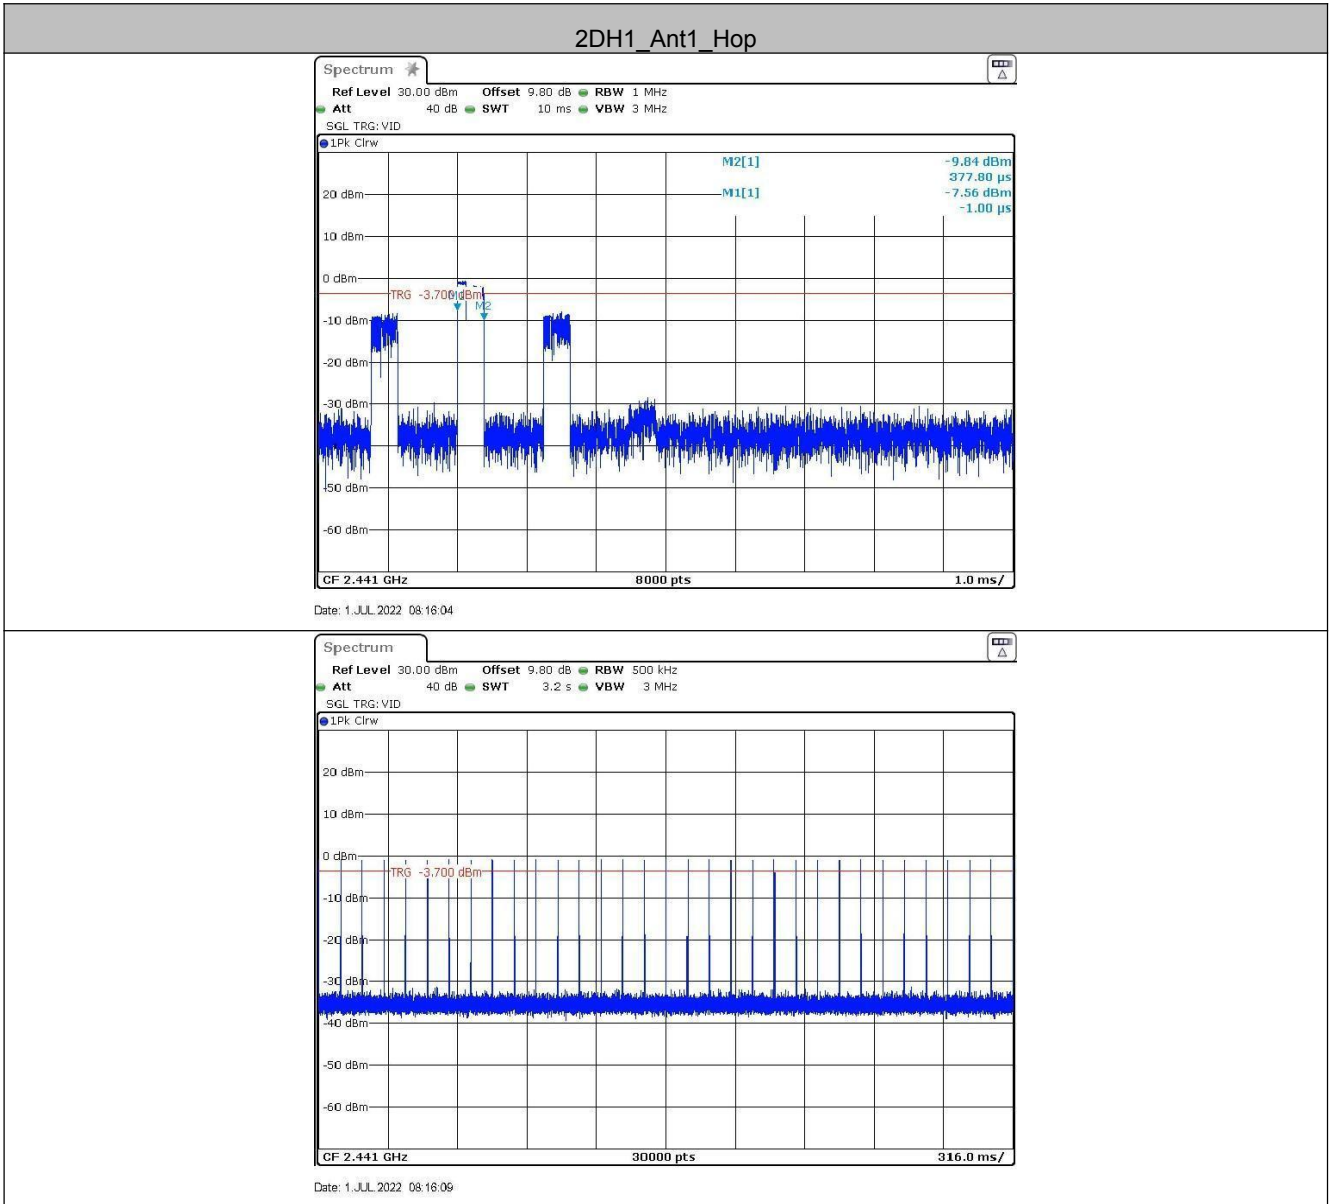 2DH1_Ant1_Hop
Spectrum
Ref Level 30.00 dBm Offset 9.80 dB RBW 1 MHz
Att 40 dB SWT 10 ms VBW 3 MHz
SGL TRG: VID
1Pk Clrw
M2[1] -9.84 dBm
377.80 µs
M1[1] -7.56 dBm
-1.00 µs
20 dBm
10 dBm
0 dBm
TRG -3.700 dBm
M2
-10 dBm
-20 dBm
-30 dBm
-50 dBm
-60 dBm
CF 2.441 GHz 8000 pts 1.0 ms/
Date: 1.JUL.2022 08:16:04
Spectrum
Ref Level 30.00 dBm Offset 9.80 dB RBW 500 kHz
Att 40 dB SWT 3.2 s VBW 3 MHz
SGL TRG: VID
1Pk Clrw
20 dBm
10 dBm
0 dBm
TRG -3.700 dBm
-10 dBm
-20 dBm
-30 dBm
-40 dBm
-50 dBm
-60 dBm
CF 2.441 GHz 30000 pts 316.0 ms/
Date: 1.JUL.2022 08:16:09